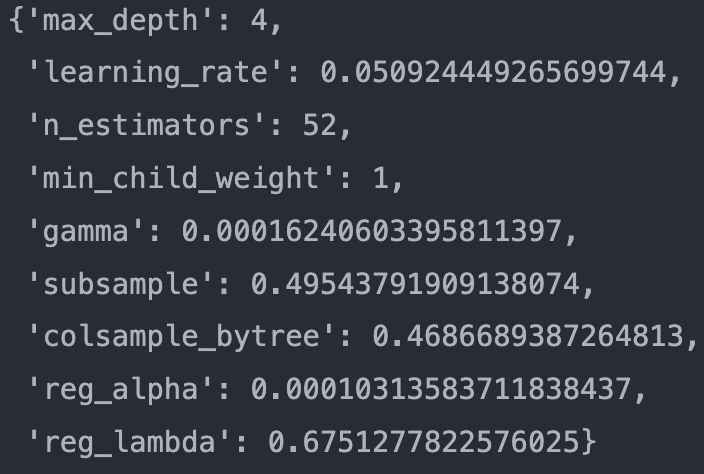 {'max_depth': 4,
'learning_rate': 0.050924449265699744,
'n_estimators': 52,
'min_child_weight': 1,
'gamma': 0.00016240603395811397,
'subsample': 0.49543791909138074,
'colsample_bytree': 0.4686689387264813,
'reg_alpha': 0.00010313583711838437,
'reg_lambda': 0.6751277822576025}